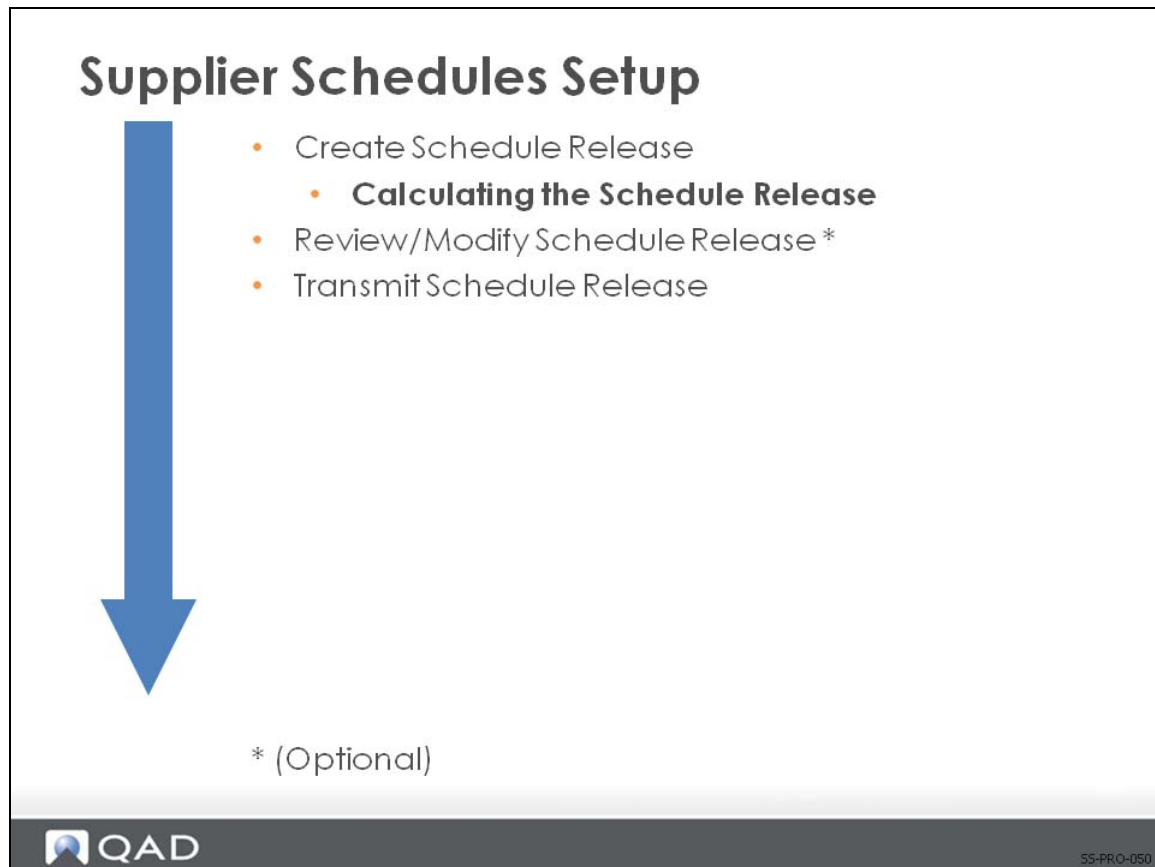 Supplier Schedules Setup
• Create Schedule Release
• Calculating the Schedule Release
• Review/Modify Schedule Release *
• Transmit Schedule Release
* (Optional)
QAD
SS-PRO-050